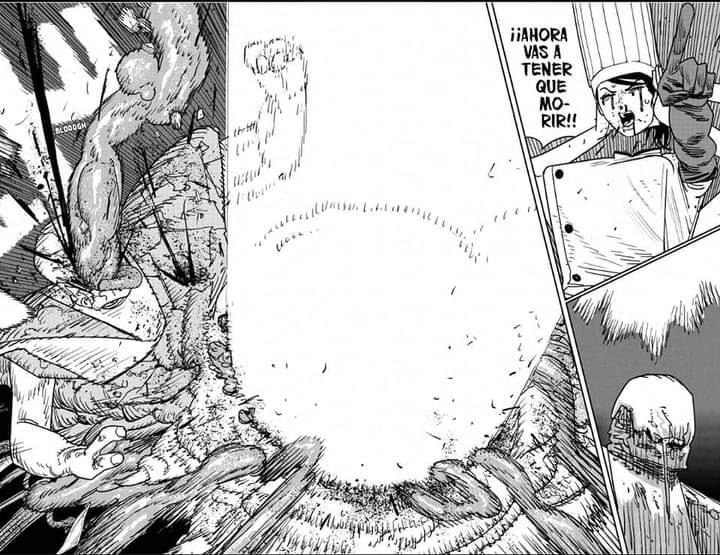 ¡¡AHORA
VAS A
TENER
QUE
MO-
RIR!!
BLOOOGH